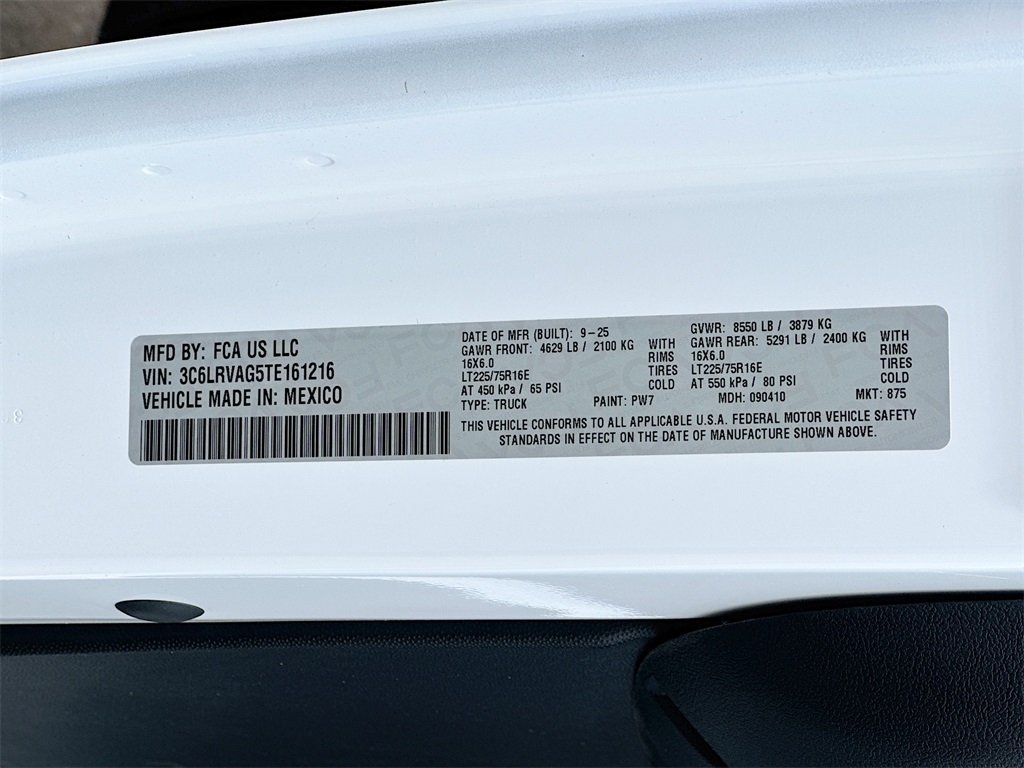 MFD BY: FCA US LLC
VIN: 3C6LRVAG5TE161216
VEHICLE MADE IN: MEXICO
DATE OF MFR (BUILT): 9-25
GAWR FRONT: 4629 LB / 2100 KG WITH
16X6.0 RIMS
LT225/75R16E TIRES
AT 450 kPa / 65 PSI COLD
TYPE: TRUCK PAINT: PW7
GVWR: 8550 LB / 3879 KG
GAWR REAR: 5291 LB / 2400 KG WITH
16X6.0 RIMS
LT225/75R16E TIRES
AT 550 kPa / 80 PSI COLD
MDH: 090410 MKT: 875
THIS VEHICLE CONFORMS TO ALL APPLICABLE U.S.A. FEDERAL MOTOR VEHICLE SAFETY
STANDARDS IN EFFECT ON THE DATE OF MANUFACTURE SHOWN ABOVE.